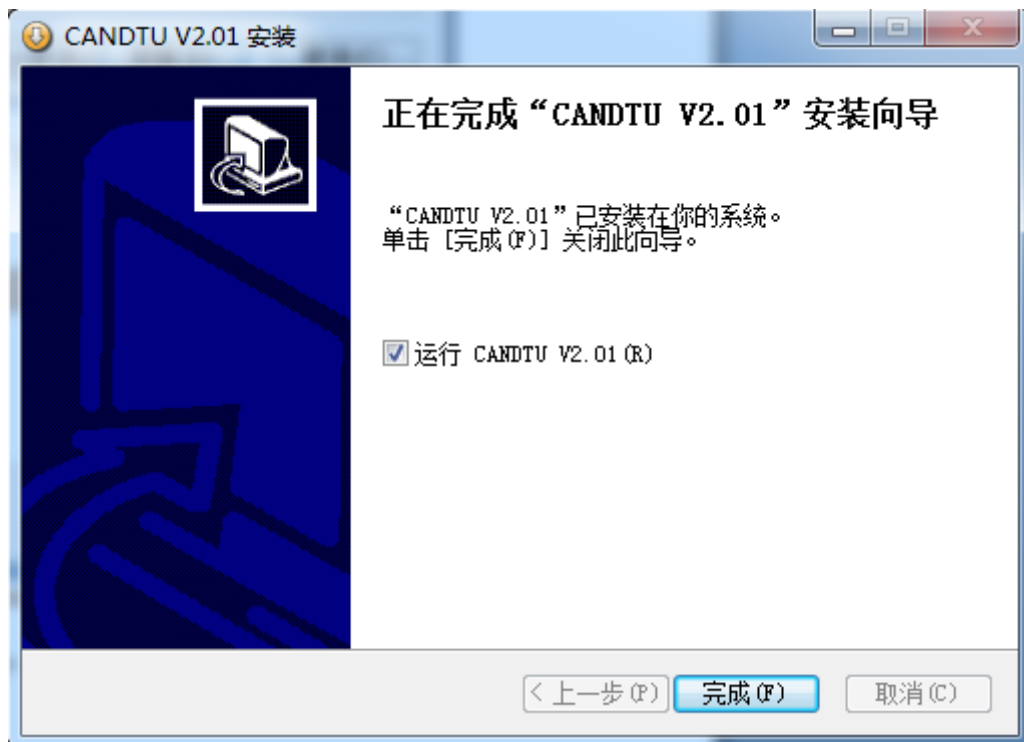 CANDTU V2.01 安装
正在完成“CANDTU V2.01”安装向导
“CANDTU V2.01”已安装在你的系统。
单击 [完成(F)] 关闭此向导。
运行 CANDTU V2.01(R)
< 上一步(P) 完成(F) 取消(C)